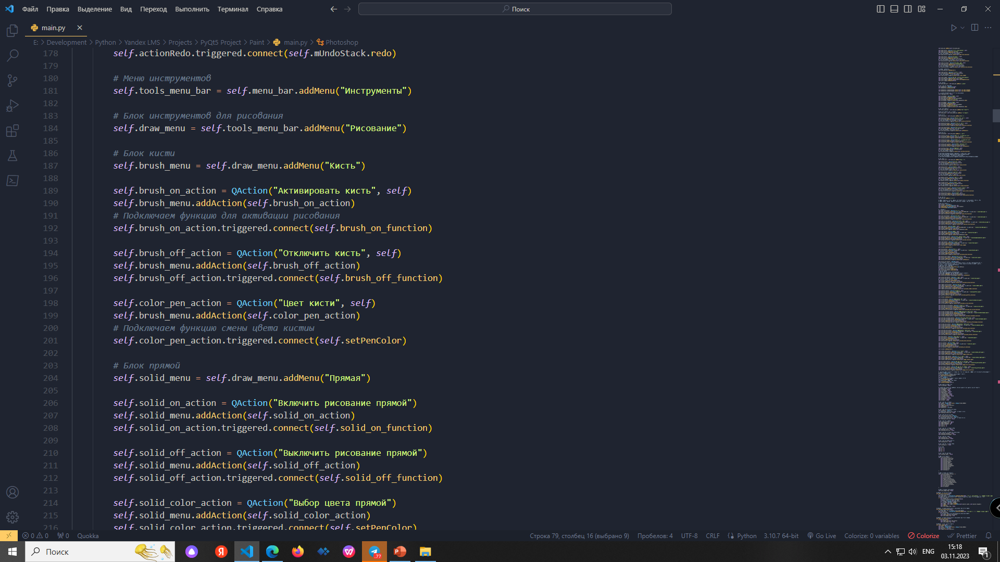 Файл Правка Выделение Вид Переход Выполнить Терминал Справка Поиск
main.py
E: > Development > Python > Yandex LMS > Projects > PyQt5 Project > Paint > main.py > Photoshop
178 self.actionRedo.triggered.connect(self.mUndoStack.redo)
179
180 # Меню инструментов
181 self.tools_menu_bar = self.menu_bar.addMenu("Инструменты")
182
183 # Блок инструментов для рисования
184 self.draw_menu = self.tools_menu_bar.addMenu("Рисование")
185
186 # Блок кисти
187 self.brush_menu = self.draw_menu.addMenu("Кисть")
188
189 self.brush_on_action = QAction("Активировать кисть", self)
190 self.brush_menu.addAction(self.brush_on_action)
191 # Подключаем функцию для активации рисования
192 self.brush_on_action.triggered.connect(self.brush_on_function)
193
194 self.brush_off_action = QAction("Отключить кисть", self)
195 self.brush_menu.addAction(self.brush_off_action)
196 self.brush_off_action.triggered.connect(self.brush_off_function)
197
198 self.color_pen_action = QAction("Цвет кисти", self)
199 self.brush_menu.addAction(self.color_pen_action)
200 # Подключаем функцию смены цвета кистиы
201 self.color_pen_action.triggered.connect(self.setPenColor)
202
203 # Блок прямой
204 self.solid_menu = self.draw_menu.addMenu("Прямая")
205
206 self.solid_on_action = QAction("Включить рисование прямой")
207 self.solid_menu.addAction(self.solid_on_action)
208 self.solid_on_action.triggered.connect(self.solid_on_function)
209
210 self.solid_off_action = QAction("Выключить рисование прямой")
211 self.solid_menu.addAction(self.solid_off_action)
212 self.solid_off_action.triggered.connect(self.solid_off_function)
213
214 self.solid_color_action = QAction("Выбор цвета прямой")
215 self.solid_menu.addAction(self.solid_color_action)
216 self.solid_color_action.triggered.connect(self.setPenColor)
0 0 0 Quokka Строка 79, столбец 16 (выбрано 9) Пробелов: 4 UTF-8 CRLF Python 3.10.7 64-bit Go Live Colorize: 0 variables Colorize Prettier
Поиск 77 ENG 15:18 1
03.11.2023